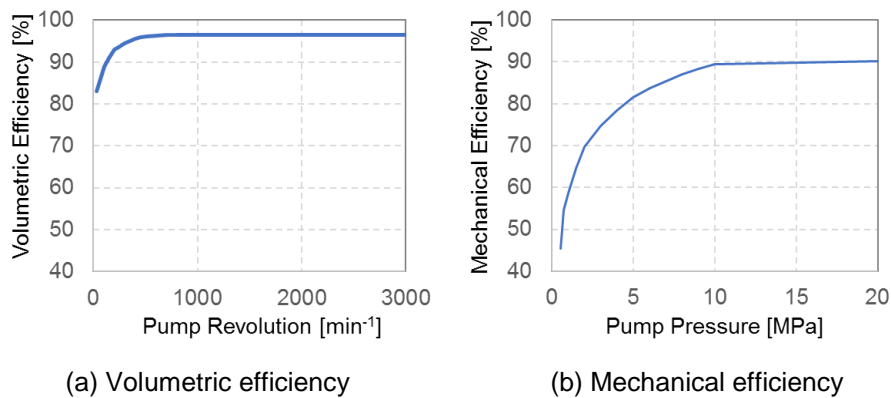 Volumetric Efficiency [%]
100
90
80
70
60
50
40
0 1000 2000 3000
Pump Revolution [min⁻¹]
(a) Volumetric efficiency
Mechanical Efficiency [%]
100
90
80
70
60
50
40
0 5 10 15 20
Pump Pressure [MPa]
(b) Mechanical efficiency